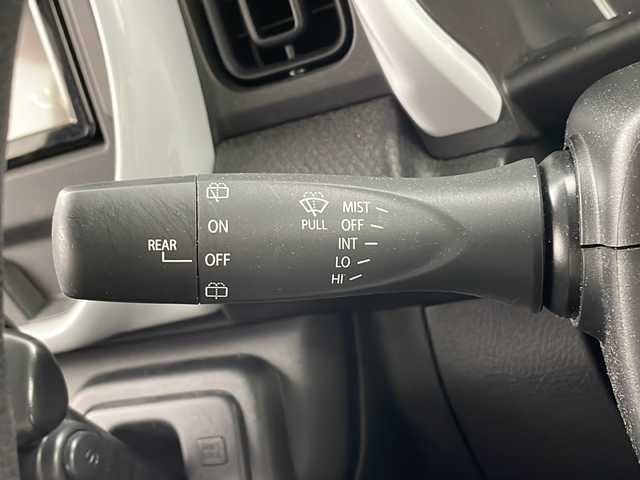 REAR
ON
OFF
PULL
MIST
OFF
INT
LO
HI